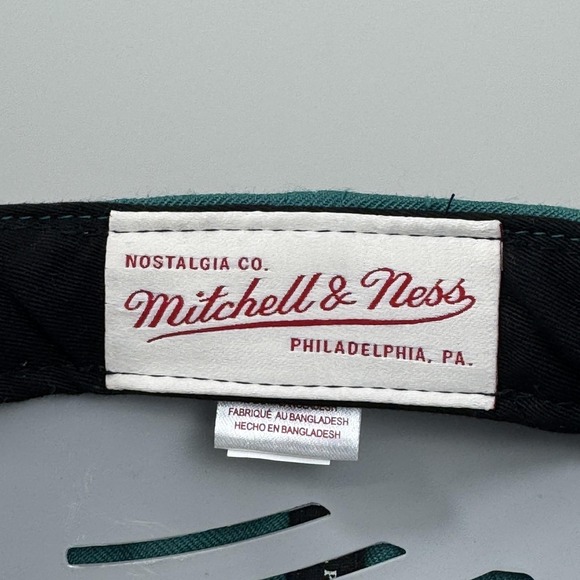 NOSTALGIA CO.
Mitchell & Ness
PHILADELPHIA, PA.
FABRIQUÉ AU BANGLADESH
HECHO EN BANGLADESH